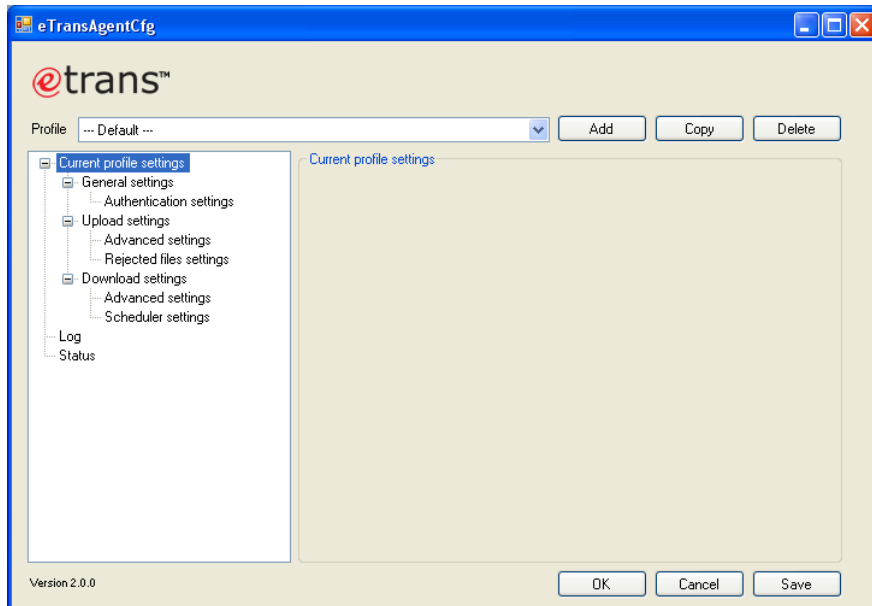 eTransAgentCfg
etrans™
Profile --- Default --- Add Copy Delete
Current profile settings
Current profile settings
General settings
Authentication settings
Upload settings
Advanced settings
Rejected files settings
Download settings
Advanced settings
Scheduler settings
Log
Status
Version 2.0.0
OK Cancel Save